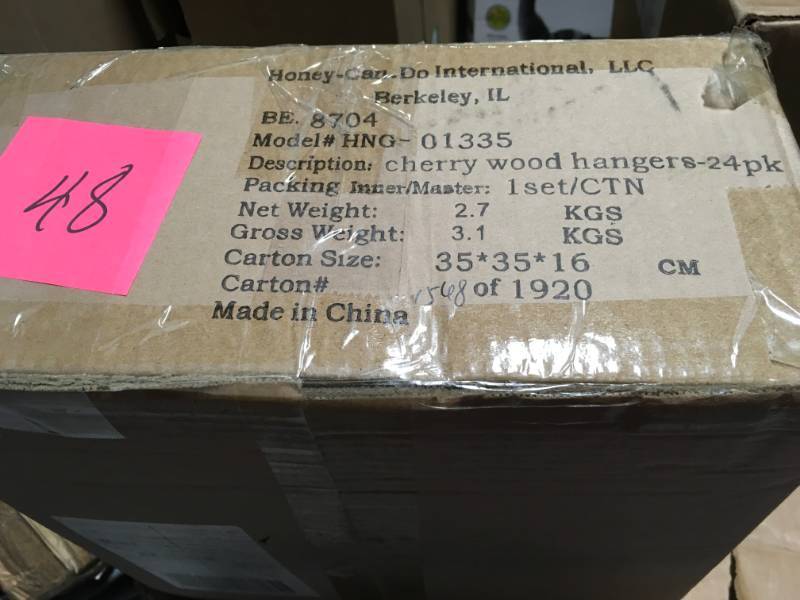 Honey-Can-Do International, LLC
Berkeley, IL
BE. 8704
Model# HNG-01335
Description: cherry wood hangers-24pk
Packing Inner/Master: 1set/CTN
Net Weight: 2.7 KGS
Gross Weight: 3.1 KGS
Carton Size: 35*35*16 CM
Carton# 1548 of 1920
Made in China
48